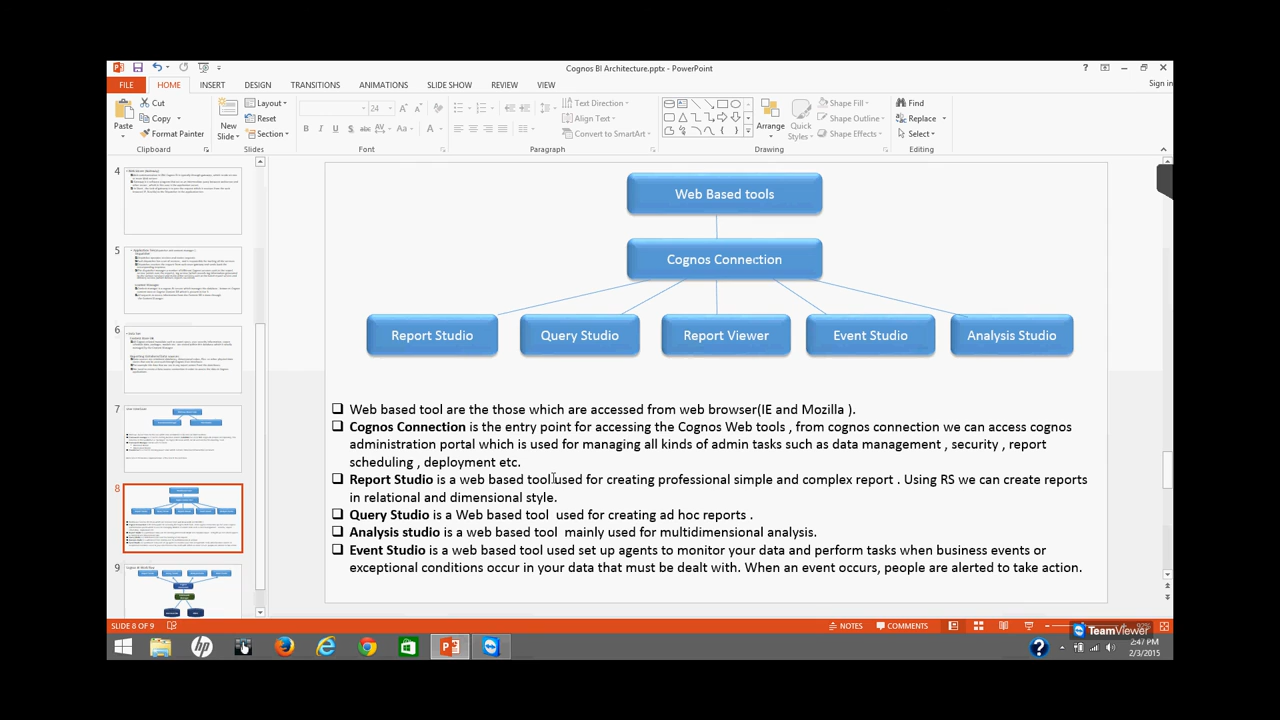 Cognos BI Architecture.pptx - PowerPoint
FILE HOME INSERT DESIGN TRANSITIONS ANIMATIONS SLIDE SHOW REVIEW VIEW Sign in
Paste Cut Copy Format Painter
Clipboard
New Slide Layout Reset Section
Slides
24
Font
Text Direction Align Text Convert to SmartArt
Paragraph
Arrange Quick Styles Shape Fill Shape Outline Shape Effects
Drawing
Find Replace Select
Editing
4
5
6
7
8
9
Web Based tools
Cognos Connection
Report Studio Query Studio Report Viewer Event Studio Analysis Studio
Web based tools are the those which are accessed from web browser(IE and Mozilla ).
Cognos Connection is the entry point for accessing the Cognos Web tools , from cognos connection we can access cognos
administration portal which is used for managing all kinds of admin tasks such as user management , security , report
scheduling , deployment etc.
Report Studio is a web based tool used for creating professional simple and complex report . Using RS we can create reports
in relational and dimensional style.
Query Studio is a Web based tool used for creating ad hoc reports .
Analysis Studio is a web based tool mainly used for multidimensional analysis.
Event Studio is a web based tool used set up agents to monitor your data and perform tasks when business events or
exceptional conditions occur in your data that must be dealt with. When an event occurs, people are alerted to take action.
SLIDE 8 OF 9 NOTES COMMENTS
TeamViewer
2:47 PM
2/3/2015